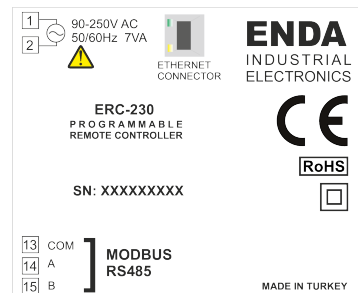 1
2
90-250V AC
50/60Hz 7VA
ETHERNET
CONNECTOR
ENDA
INDUSTRIAL
ELECTRONICS
ERC-230
PROGRAMMABLE
REMOTE CONTROLLER
CE
RoHS
SN: XXXXXXXXX
13 COM
14 A
15 B
MODBUS
RS485
MADE IN TURKEY